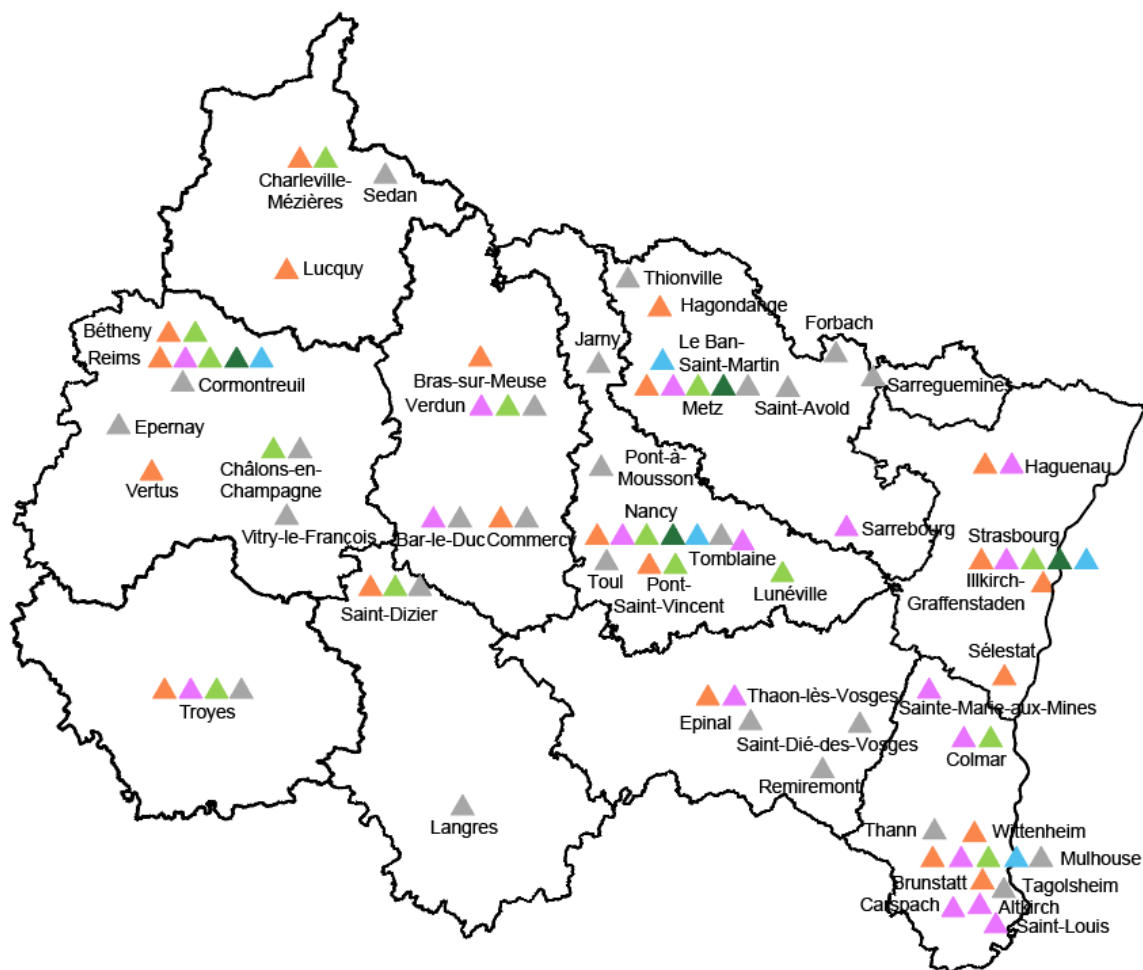 Charleville-
Mézières
Sedan
Lucquy
Thionville
Hagondange
Forbach
Bétheny
Jarny
Le Ban-
Saint-Martin
Reims
Cormontreuil
Bras-sur-Meuse
Sarreguemines
Verdun
Metz
Saint-Avold
Epernay
Châlons-en-
Champagne
Vertus
Pont-à-
Mousson
Haguenau
Vitry-le-François
Bar-le-Duc
Commercy
Nancy
Sarrebourg
Strasbourg
Tomblaine
Toul
Pont-
Saint-Vincent
Lunéville
Illkirch-
Graffenstaden
Saint-Dizier
Sélestat
Troyes
Thaon-lès-Vosges
Epinal
Sainte-Marie-aux-Mines
Saint-Dié-des-Vosges
Colmar
Remiremont
Langres
Thann
Wittenheim
Mulhouse
Brunstatt
Tagolsheim
Carspach
Altkirch
Saint-Louis